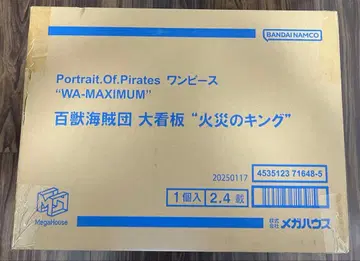 BANDAI NAMCO
Portrait.Of.Pirates ワンピース
“WA-MAXIMUM”
百獣海賊団 大看板 “火災のキング”
20250117
4535123 71648-5
1個入 2.4 載
MegaHouse
株式会社 メガハウス